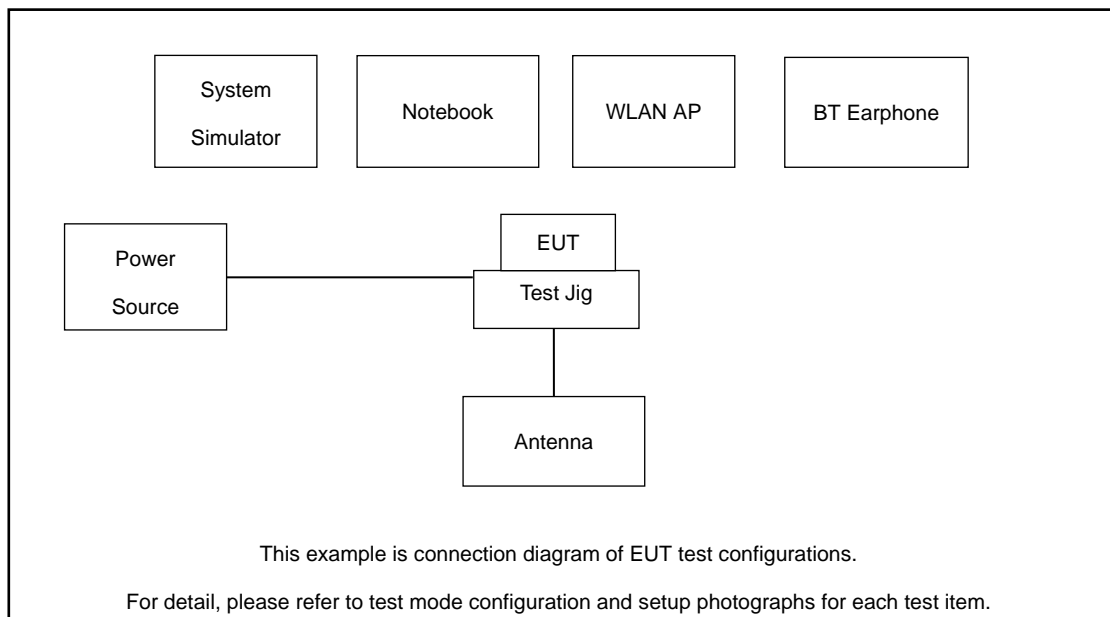 System
Simulator
Notebook
WLAN AP
BT Earphone
Power
Source
EUT
Test Jig
Antenna
This example is connection diagram of EUT test configurations.
For detail, please refer to test mode configuration and setup photographs for each test item.